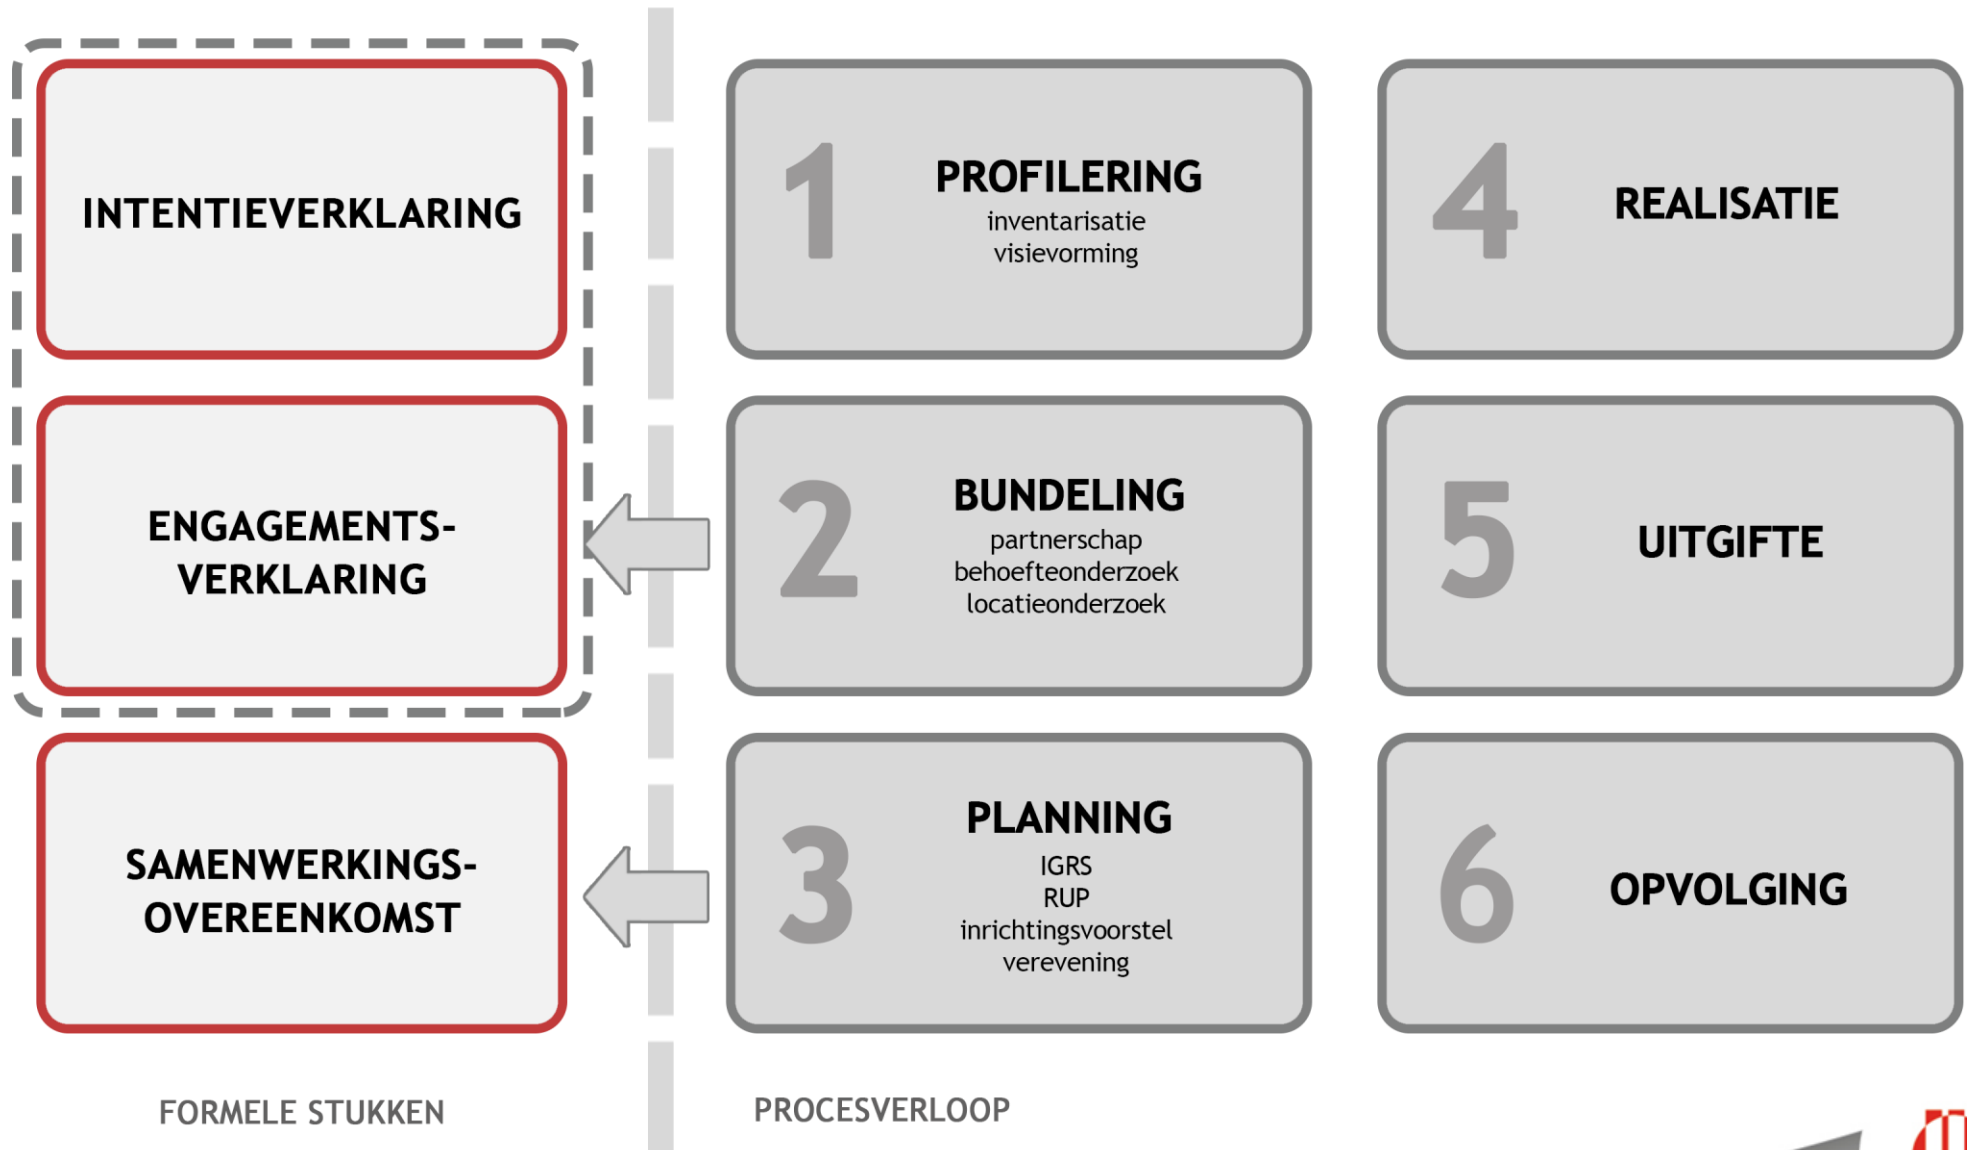 INTENTIEVERKLARING
ENGAGEMENTS-
VERKLARING
SAMENWERKINGS-
OVEREENKOMST
FORMELE STUKKEN
1
PROFILERING
inventarisatie
visievorming
2
BUNDELING
partnerschap
behoefteonderzoek
locatieonderzoek
3
PLANNING
IGRS
RUP
inrichtingsvoorstel
verevening
4
REALISATIE
5
UITGIFTE
6
OPVOLGING
PROCESVERLOOP